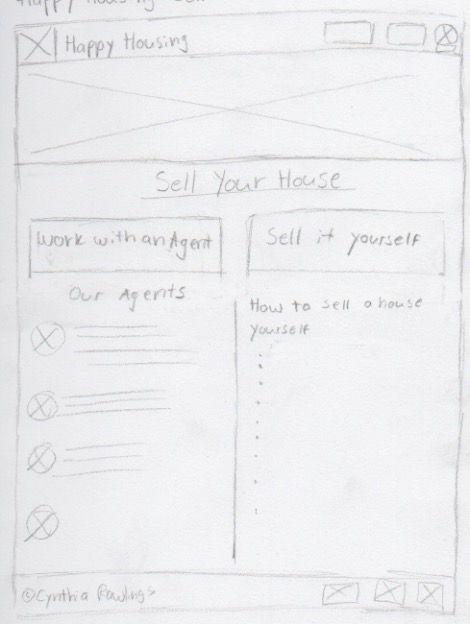 Happy Housing
Happy Housing
Sell Your House
Work with an Agent
Sell it yourself
Our Agents
How to sell a house
yourself
©Cynthia Rawlings